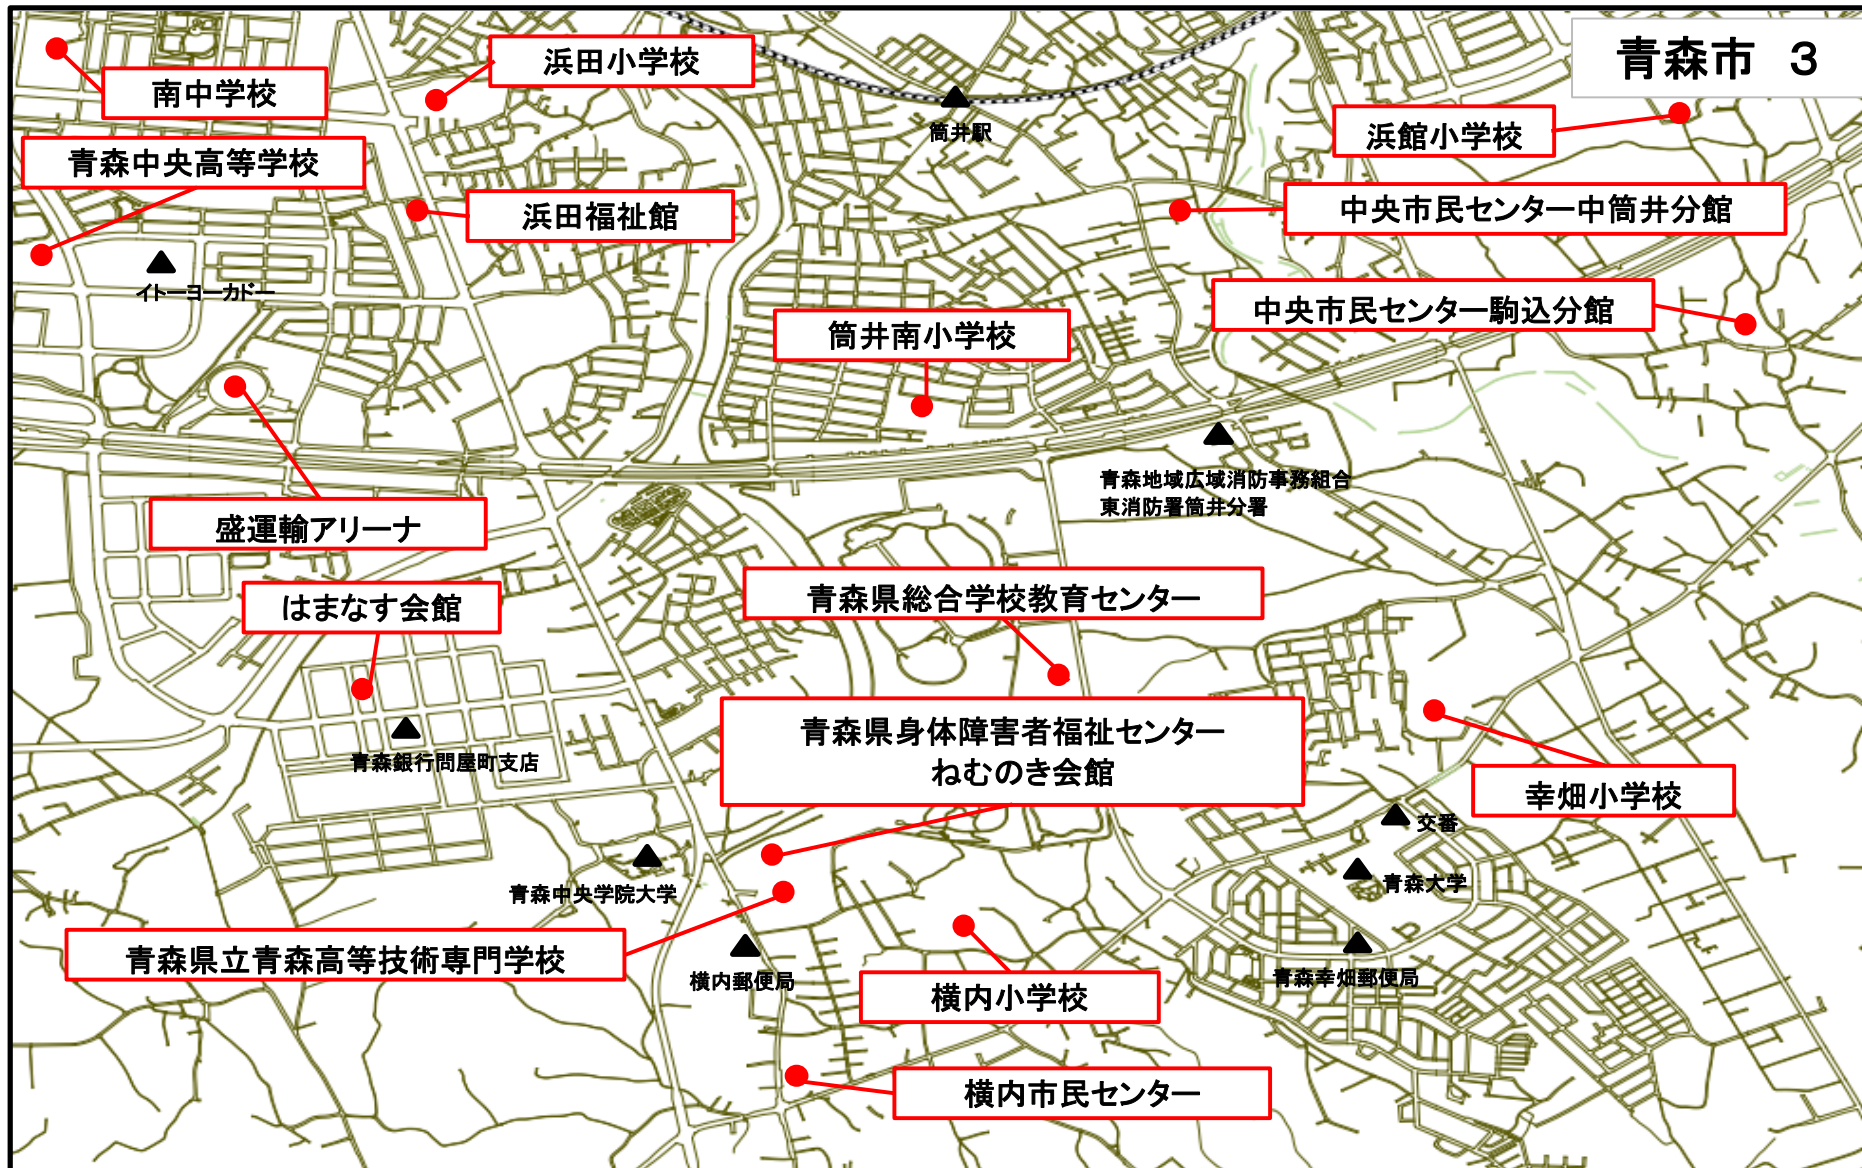 青森市 3
浜田小学校
南中学校
筒井駅
浜館小学校
青森中央高等学校
浜田福祉館
中央市民センター中筒井分館
イトーヨーカドー
中央市民センター駒込分館
筒井南小学校
青森地域広域消防事務組合
東消防署筒井分署
盛運輸アリーナ
はまなす会館
青森県総合学校教育センター
青森県身体障害者福祉センター
ねむのき会館
青森銀行問屋町支店
幸畑小学校
交番
青森中央学院大学
青森大学
青森県立青森高等技術専門学校
横内郵便局
青森幸畑郵便局
横内小学校
横内市民センター